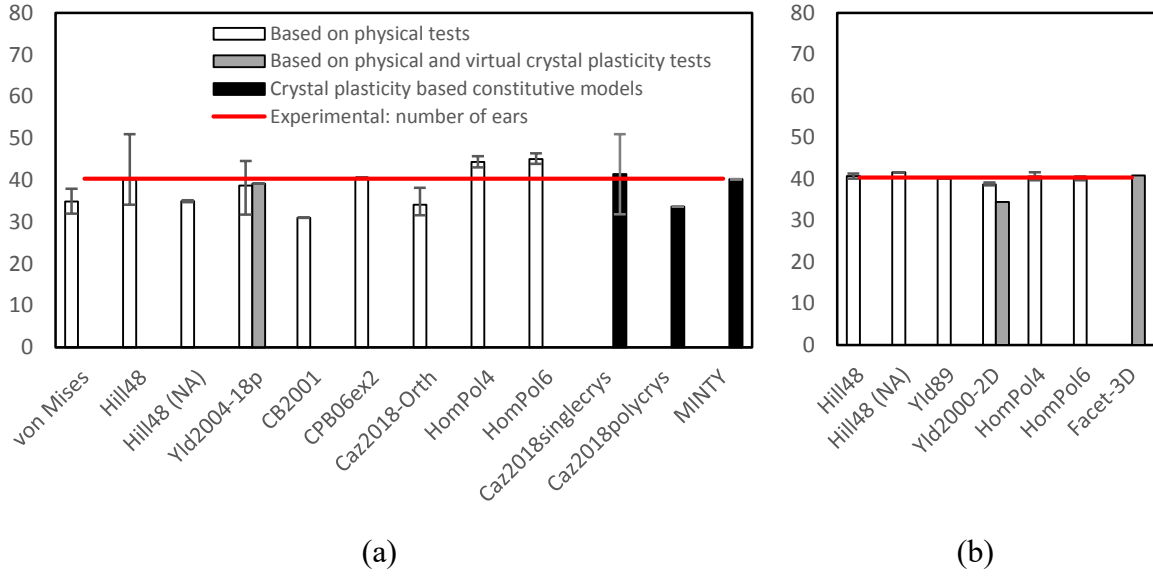 80
70
60
50
40
30
20
10
0
Based on physical tests
Based on physical and virtual crystal plasticity tests
Crystal plasticity based constitutive models
Experimental: number of ears
von Mises
Hill48
Hill48 (NA)
Yld2004-18p
CB2001
CPB06ex2
Caz2018-Orth
HomPol4
HomPol6
Caz2018singlecrys
Caz2018polycrys
MINTY
(a)
80
70
60
50
40
30
20
10
0
Hill48
Hill48 (NA)
Yld89
Yld2000-2D
HomPol4
HomPol6
Facet-3D
(b)